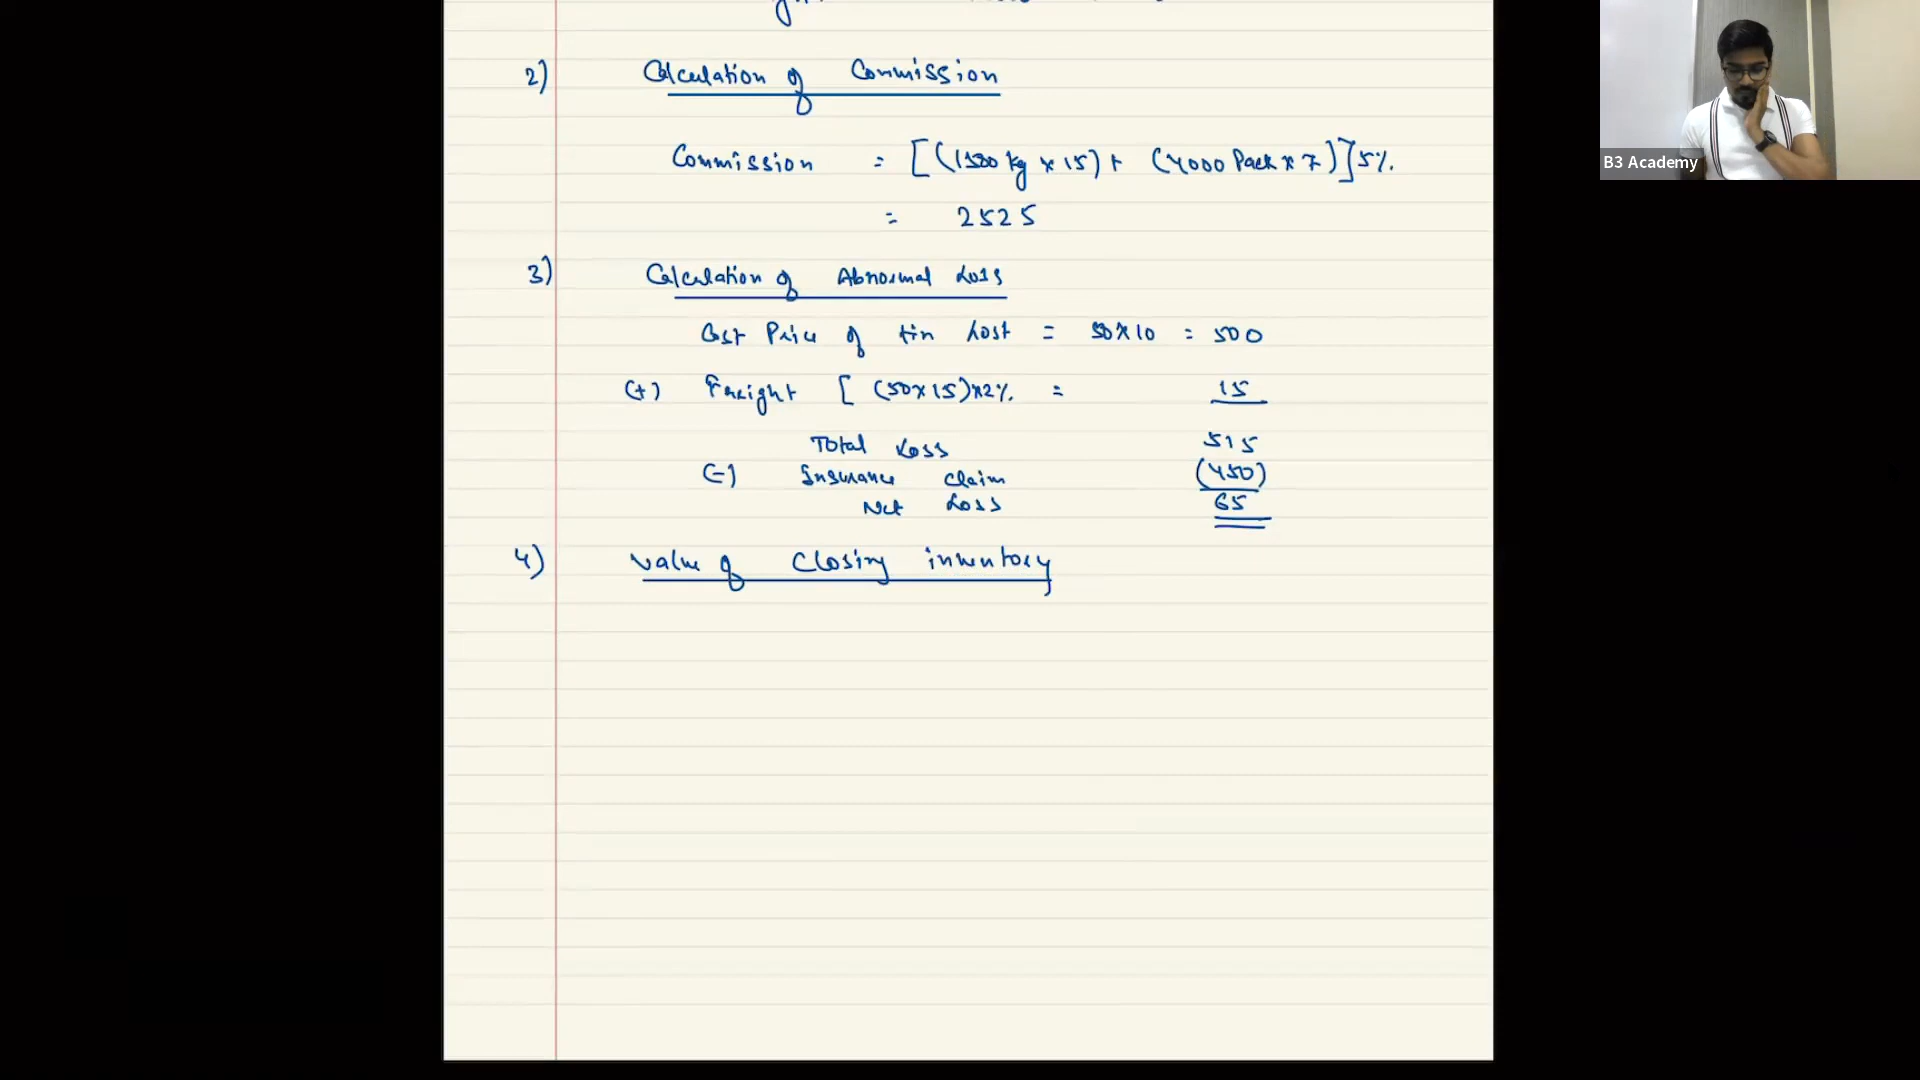 2) Calculation of Commission
Commission = [(1500 kg x 15) + (4000 Pack x 7)] 5%.
= 2525
3) Calculation of Abnormal Loss
Cost Price of tin Lost = 50x10 = 500
(+) Freight [ (50x15)x2%. = 15
Total Loss 515
(-) Insurance Claim (450)
Net Loss 65
4) Value of Closing inventory
B3 Academy